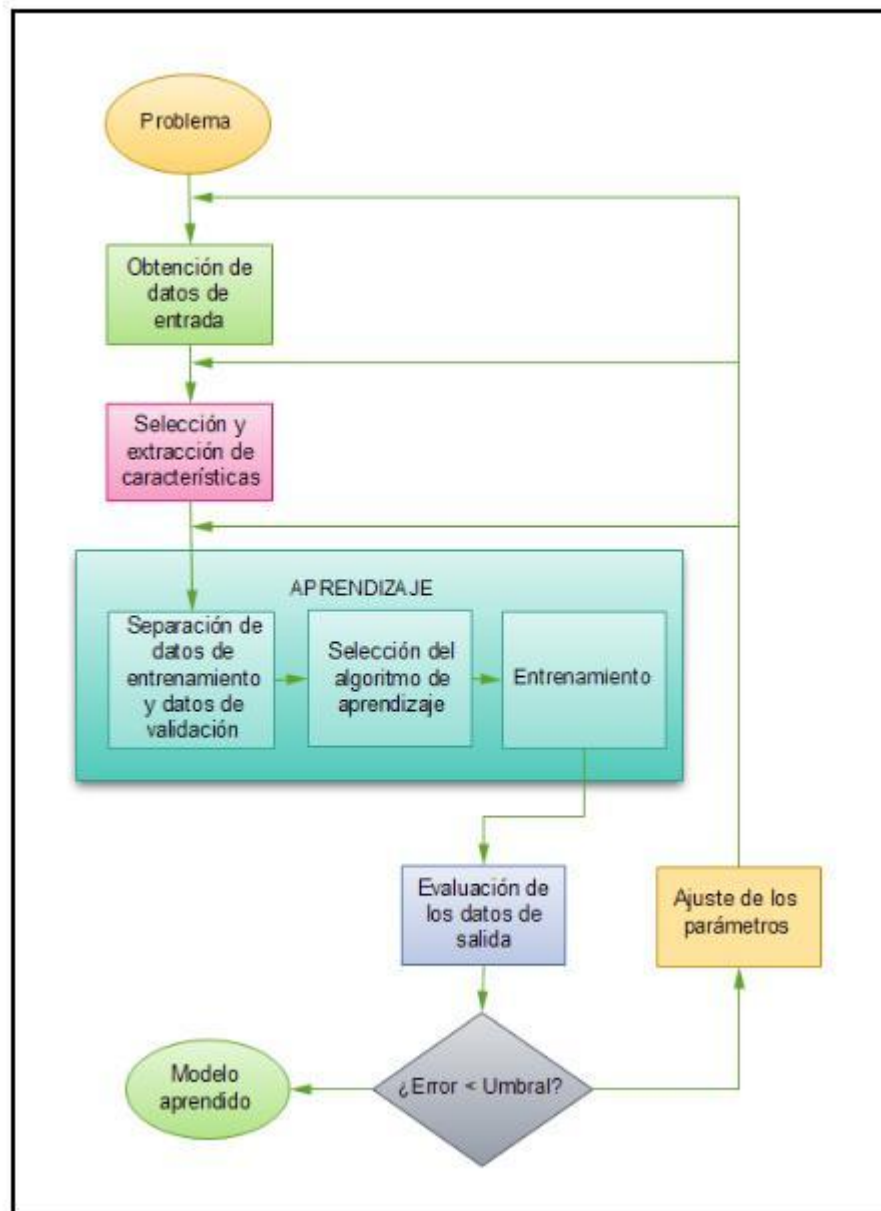 Problema
Obtención de
datos de
entrada
Selección y
extracción de
características
APRENDIZAJE
Separación de
datos de
entrenamiento
y datos de
validación
Selección del
algoritmo de
aprendizaje
Entrenamiento
Evaluación de
los datos de
salida
Ajuste de los
parámetros
¿Error < Umbral?
Modelo
aprendido